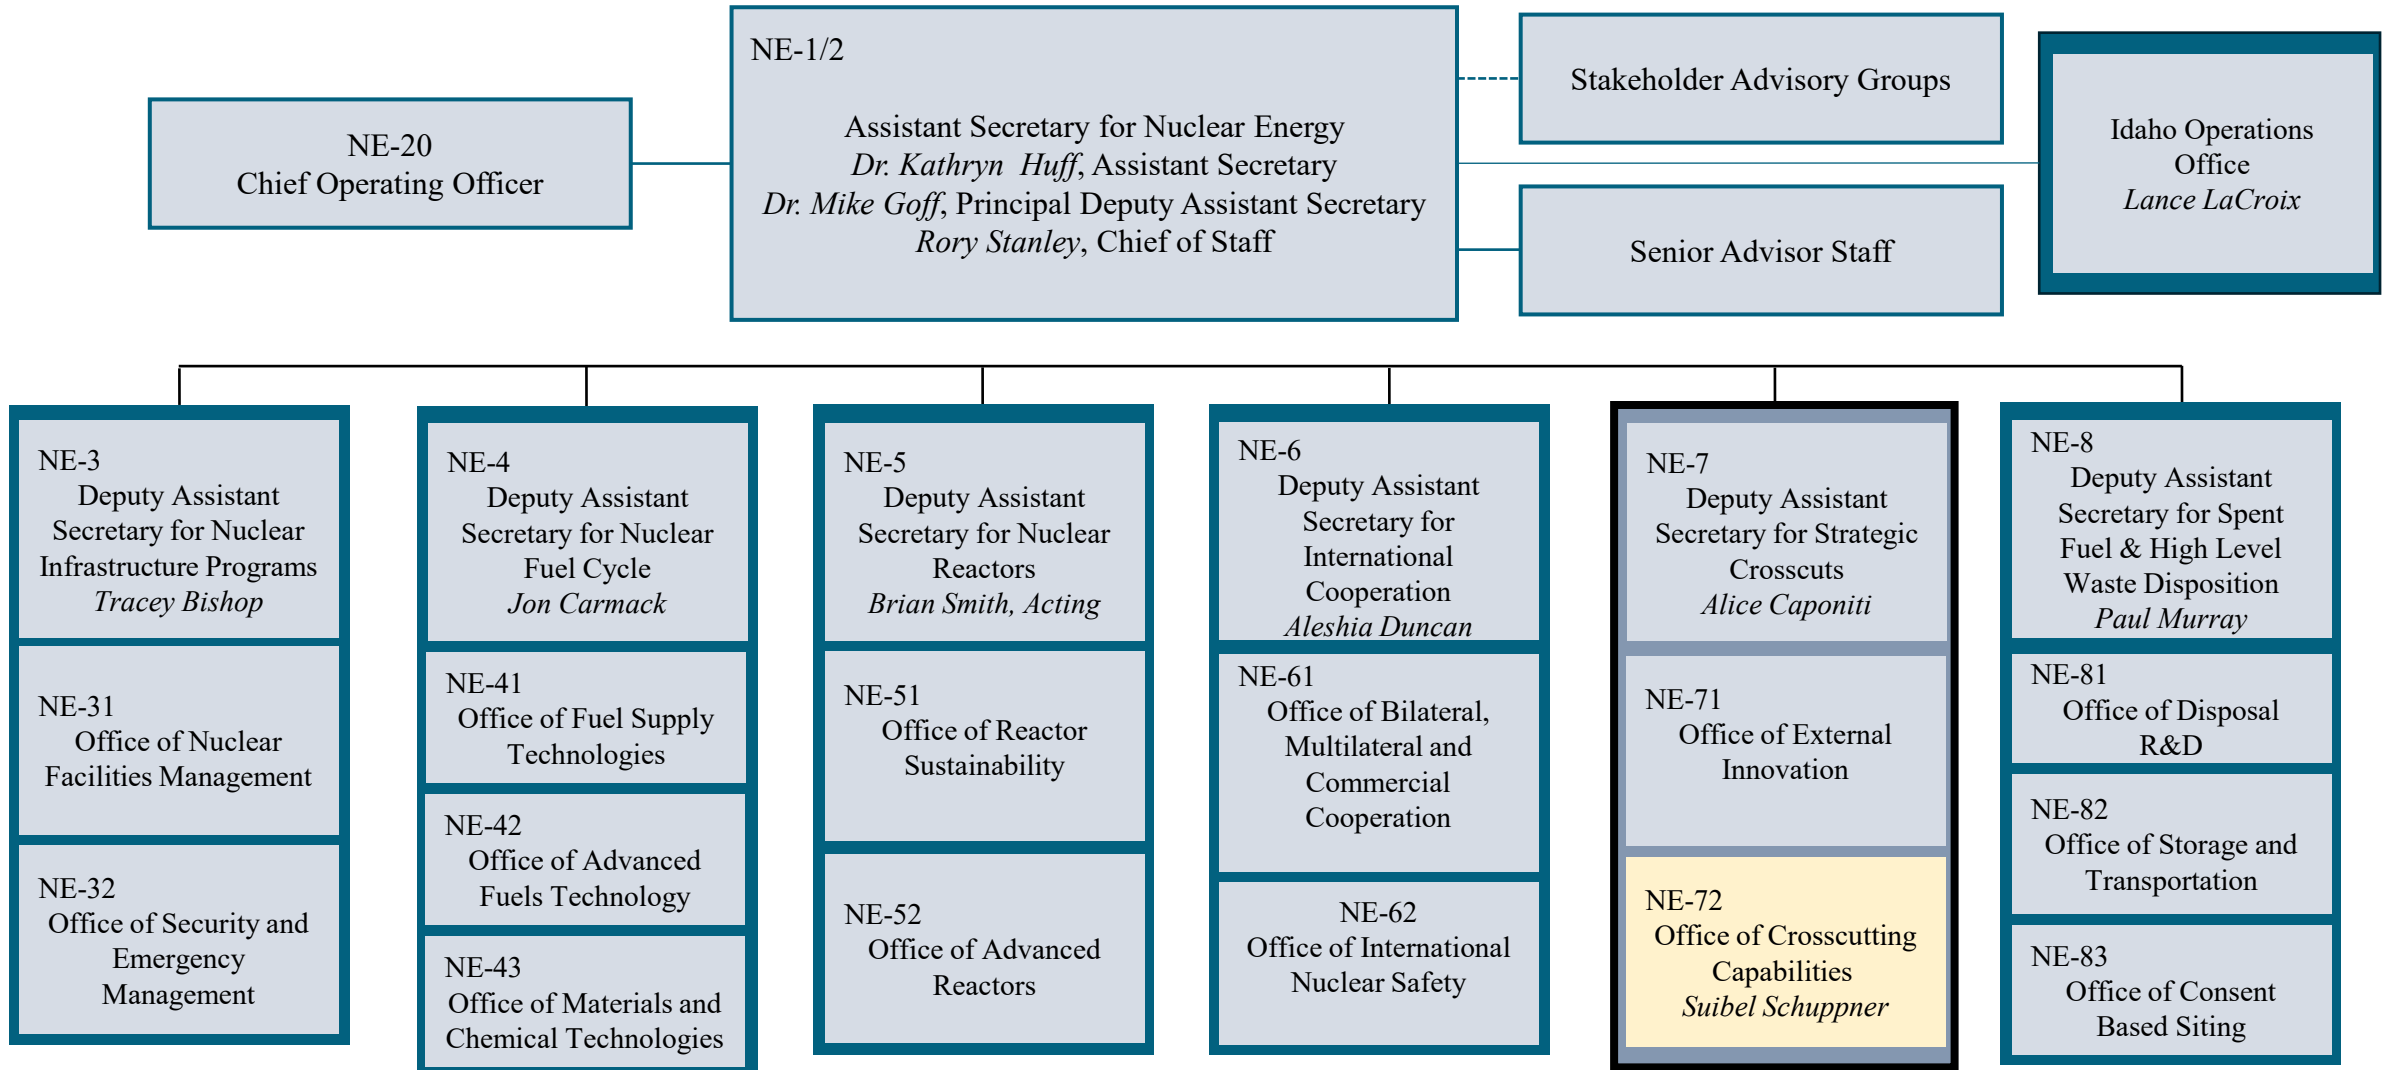 NE-1/2
Assistant Secretary for Nuclear Energy
Dr. Kathryn Huff, Assistant Secretary
Dr. Mike Goff, Principal Deputy Assistant Secretary
Rory Stanley, Chief of Staff
NE-20
Chief Operating Officer
Stakeholder Advisory Groups
Senior Advisor Staff
Idaho Operations
Office
Lance LaCroix
NE-3
Deputy Assistant
Secretary for Nuclear
Infrastructure Programs
Tracey Bishop
NE-31
Office of Nuclear
Facilities Management
NE-32
Office of Security and
Emergency
Management
NE-4
Deputy Assistant
Secretary for Nuclear
Fuel Cycle
Jon Carmack
NE-41
Office of Fuel Supply
Technologies
NE-42
Office of Advanced
Fuels Technology
NE-43
Office of Materials and
Chemical Technologies
NE-5
Deputy Assistant
Secretary for Nuclear
Reactors
Brian Smith, Acting
NE-51
Office of Reactor
Sustainability
NE-52
Office of Advanced
Reactors
NE-6
Deputy Assistant
Secretary for
International
Cooperation
Aleshia Duncan
NE-61
Office of Bilateral,
Multilateral and
Commercial
Cooperation
NE-62
Office of International
Nuclear Safety
NE-7
Deputy Assistant
Secretary for Strategic
Crosscuts
Alice Caponiti
NE-71
Office of External
Innovation
NE-72
Office of Crosscutting
Capabilities
Suibel Schuppner
NE-8
Deputy Assistant
Secretary for Spent
Fuel & High Level
Waste Disposition
Paul Murray
NE-81
Office of Disposal
R&D
NE-82
Office of Storage and
Transportation
NE-83
Office of Consent
Based Siting